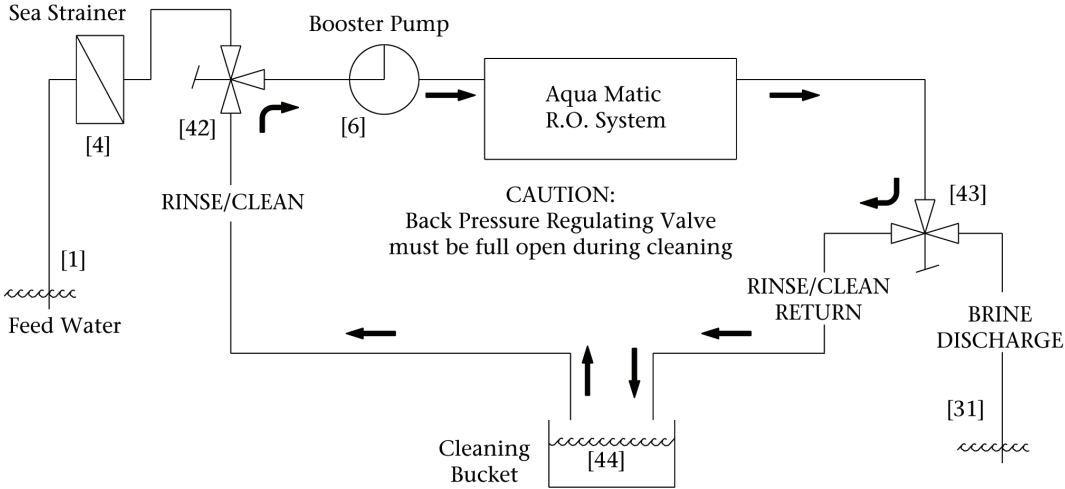 Sea Strainer
Booster Pump
Aqua Matic
R.O. System
[42]
[6]
[4]
RINSE/CLEAN
CAUTION:
Back Pressure Regulating Valve
must be full open during cleaning
[43]
[1]
Feed Water
RINSE/CLEAN
RETURN
BRINE
DISCHARGE
[31]
Cleaning
Bucket
[44]